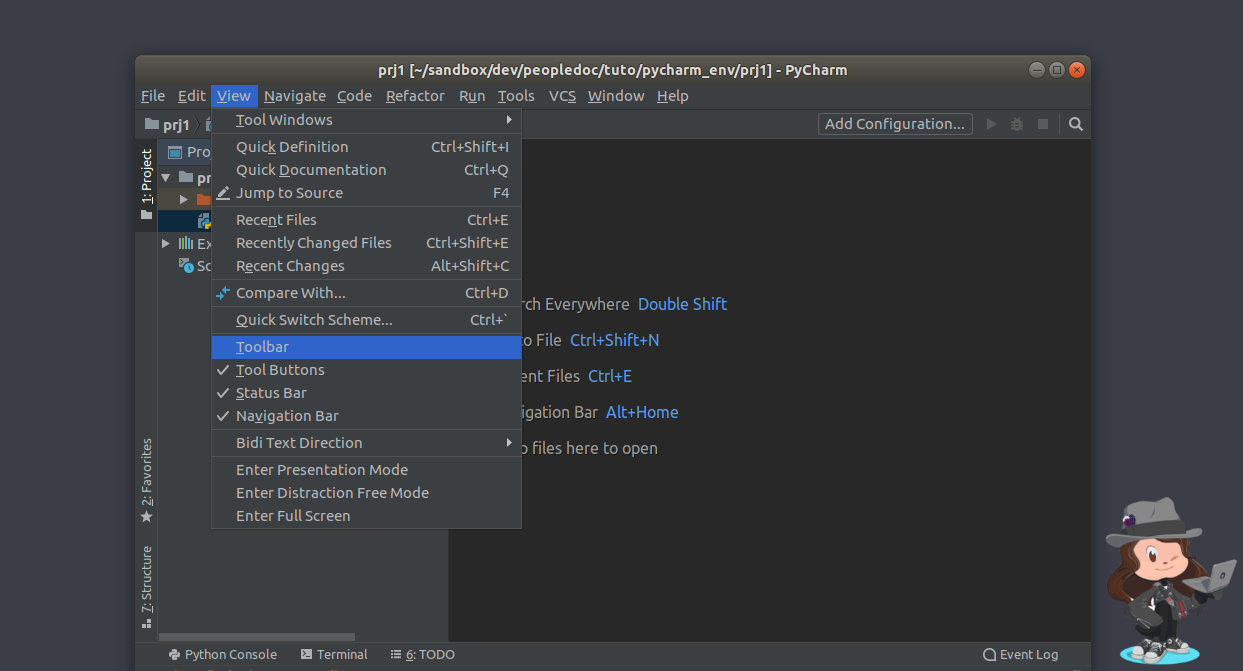 prj1 [~/sandbox/dev/peopledoc/tuto/pycharm_env/prj1] - PyCharm
File Edit View Navigate Code Refactor Run Tools VCS Window Help
prj1 Add Configuration...
1: Project
2: Favorites
7: Structure
Tool Windows
Quick Definition Ctrl+Shift+I
Quick Documentation Ctrl+Q
Jump to Source F4
Recent Files Ctrl+E
Recently Changed Files Ctrl+Shift+E
Recent Changes Alt+Shift+C
Compare With... Ctrl+D
Quick Switch Scheme... Ctrl+`
Toolbar
Tool Buttons
Status Bar
Navigation Bar
Bidi Text Direction
Enter Presentation Mode
Enter Distraction Free Mode
Enter Full Screen
Pro
pr
Ex
Sc
rch Everywhere Double Shift
o File Ctrl+Shift+N
ent Files Ctrl+E
igation Bar Alt+Home
files here to open
Python Console Terminal 6: TODO Event Log